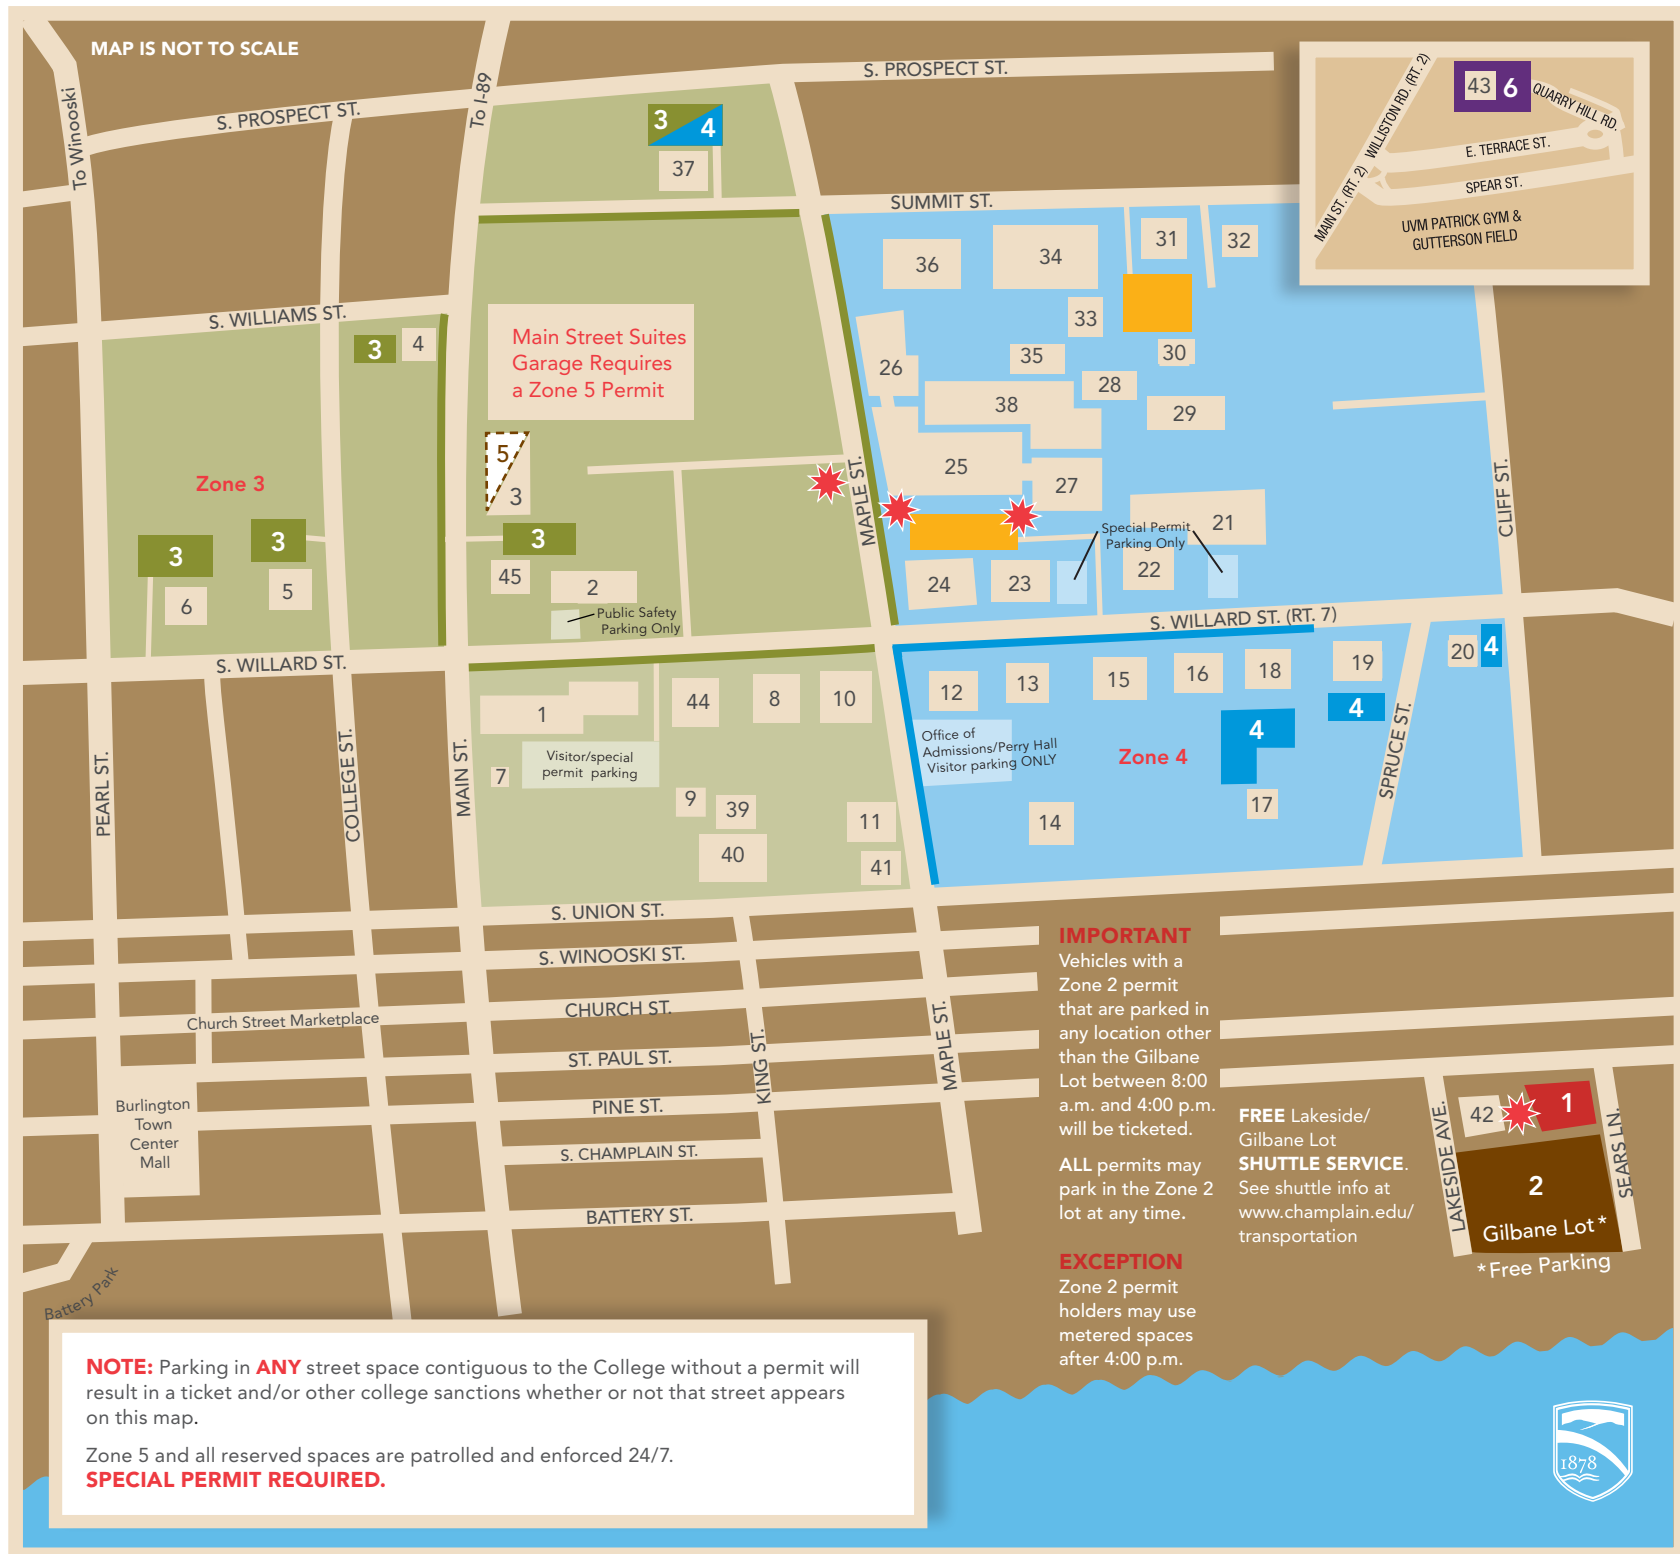 MAP IS NOT TO SCALE
To Winooski
S. PROSPECT ST.
To I-89
S. PROSPECT ST.
3
4
37
SUMMIT ST.
43
6
QUARRY HILL RD.
WILLISTON RD. (RT. 2)
E. TERRACE ST.
SPEAR ST.
MAIN ST. (RT. 2)
UVM PATRICK GYM &
GUTTERSON FIELD
36
34
31
32
33
35
30
26
28
38
29
25
27
21
S. WILLIAMS ST.
3
4
Main Street Suites
Garage Requires
a Zone 5 Permit
5
3
Zone 3
3
3
3
6
5
45
2
Public Safety
Parking Only
MAPLE ST.
Special Permit
Parking Only
24
23
22
CLIFF ST.
S. WILLARD ST.
S. WILLARD ST. (RT. 7)
1
44
8
10
12
13
15
16
18
19
20
4
4
4
Visitor/special
permit parking
7
9
39
40
11
41
Office of
Admissions/Perry Hall
Visitor parking ONLY
Zone 4
14
17
SPRUCE ST.
PEARL ST.
COLLEGE ST.
MAIN ST.
S. UNION ST.
S. WINOOSKI ST.
CHURCH ST.
Church Street Marketplace
ST. PAUL ST.
KING ST.
MAPLE ST.
PINE ST.
Burlington
Town
Center
Mall
S. CHAMPLAIN ST.
BATTERY ST.
Battery Park
IMPORTANT
Vehicles with a
Zone 2 permit
that are parked in
any location other
than the Gilbane
Lot between 8:00
a.m. and 4:00 p.m.
will be ticketed.
ALL permits may
park in the Zone 2
lot at any time.
EXCEPTION
Zone 2 permit
holders may use
metered spaces
after 4:00 p.m.
FREE Lakeside/
Gilbane Lot
SHUTTLE SERVICE.
See shuttle info at
www.champlain.edu/
transportation
LAKESIDE AVE.
42
1
SEARS LN.
2
Gilbane Lot*
*Free Parking
NOTE: Parking in ANY street space contiguous to the College without a permit will
result in a ticket and/or other college sanctions whether or not that street appears
on this map.
Zone 5 and all reserved spaces are patrolled and enforced 24/7.
SPECIAL PERMIT REQUIRED.
1878